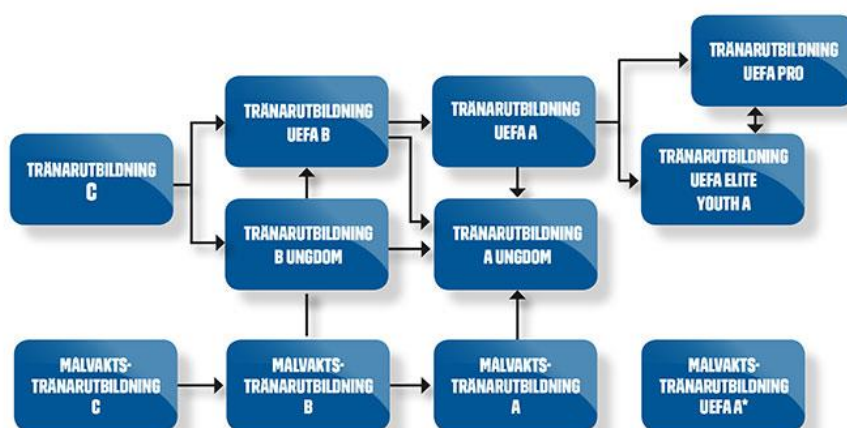 TRÄNARUTBILDNING
UEFA PRO
TRÄNARUTBILDNING
UEFA B
TRÄNARUTBILDNING
UEFA A
TRÄNARUTBILDNING
C
TRÄNARUTBILDNING
UEFA ELITE
YOUTH A
TRÄNARUTBILDNING
B UNGDOM
TRÄNARUTBILDNING
A UNGDOM
MÅLVAKTS-
TRÄNARUTBILDNING
C
MÅLVAKTS-
TRÄNARUTBILDNING
B
MÅLVAKTS-
TRÄNARUTBILDNING
A
MÅLVAKTS-
TRÄNARUTBILDNING
UEFA A*